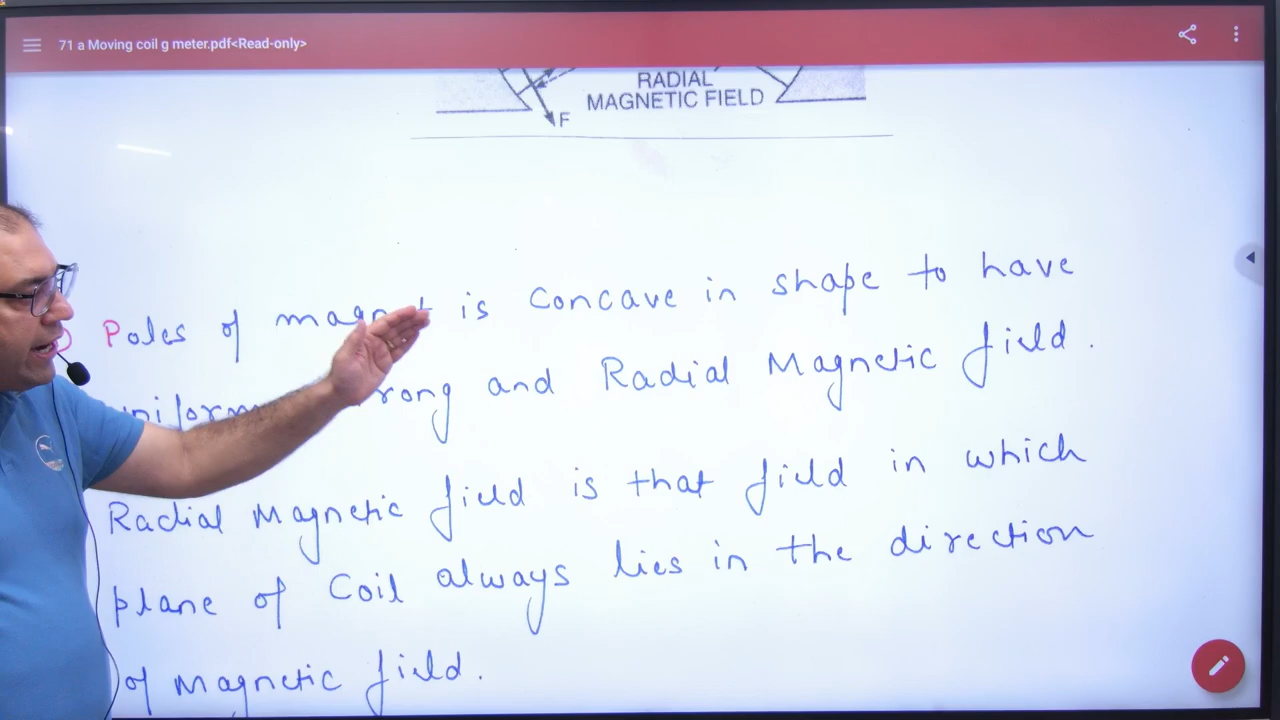 71 a Moving coil g meter.pdf<Read-only>
RADIAL
MAGNETIC FIELD
F
Poles of magnet is Concave in shape to have
and Radial Magnetic field.
Radial Magnetic field is that field in which
plane of Coil always lies in the direction
of magnetic field.